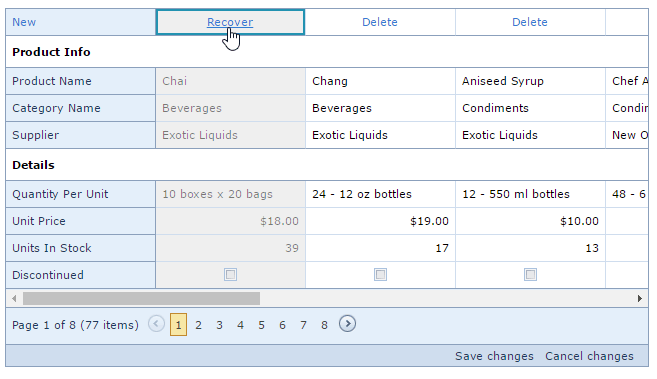 New Recover Delete Delete
Product Info
Product Name Chai Chang Aniseed Syrup Chef A
Category Name Beverages Beverages Condiments Condin
Supplier Exotic Liquids Exotic Liquids Exotic Liquids New O
Details
Quantity Per Unit 10 boxes x 20 bags 24 - 12 oz bottles 12 - 550 ml bottles 48 - 6
Unit Price $18.00 $19.00 $10.00
Units In Stock 39 17 13
Discontinued
Page 1 of 8 (77 items) 1 2 3 4 5 6 7 8
Save changes Cancel changes